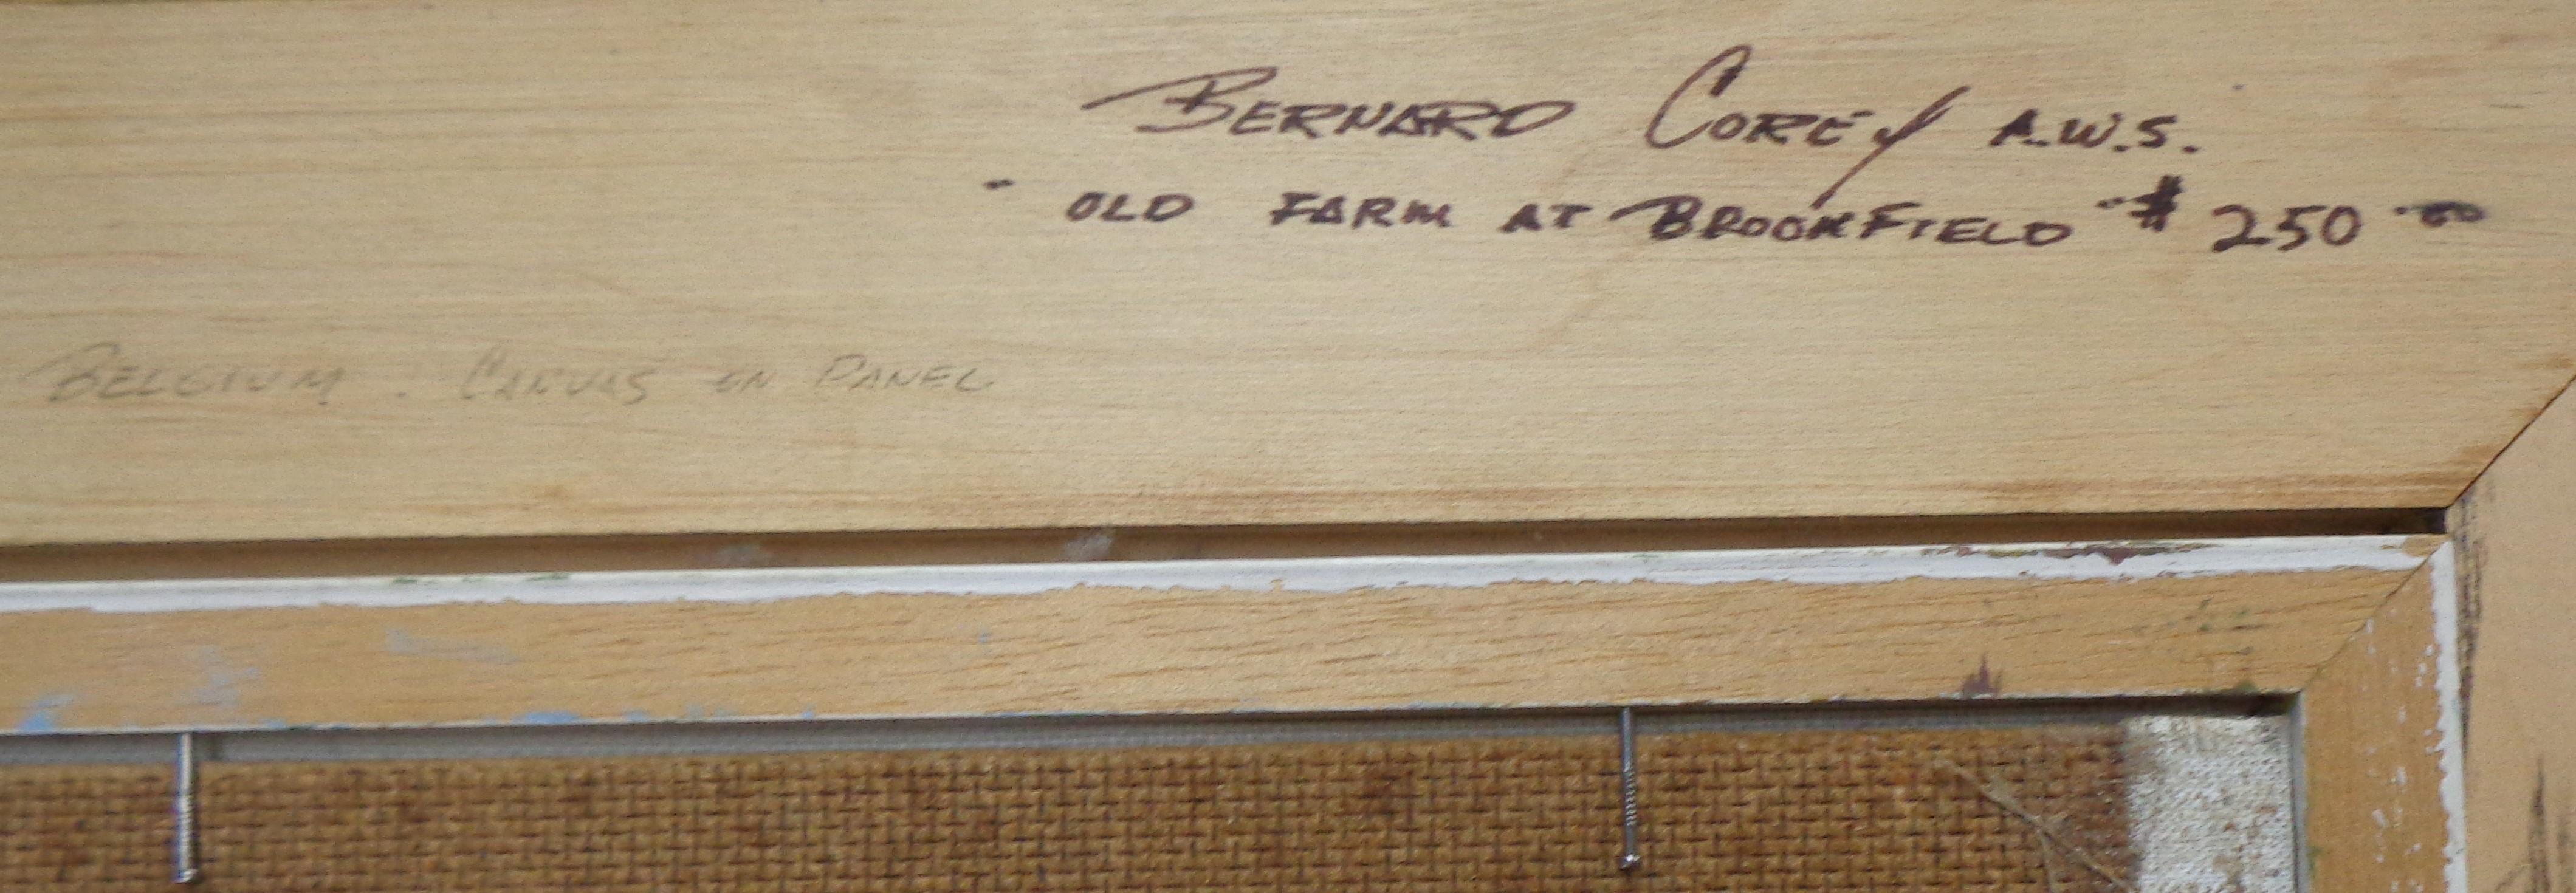 BERNARD COREY A.W.S.
"OLD FARM AT BROOKFIELD" $250.00
BELGIUM. CANVAS ON PANEL